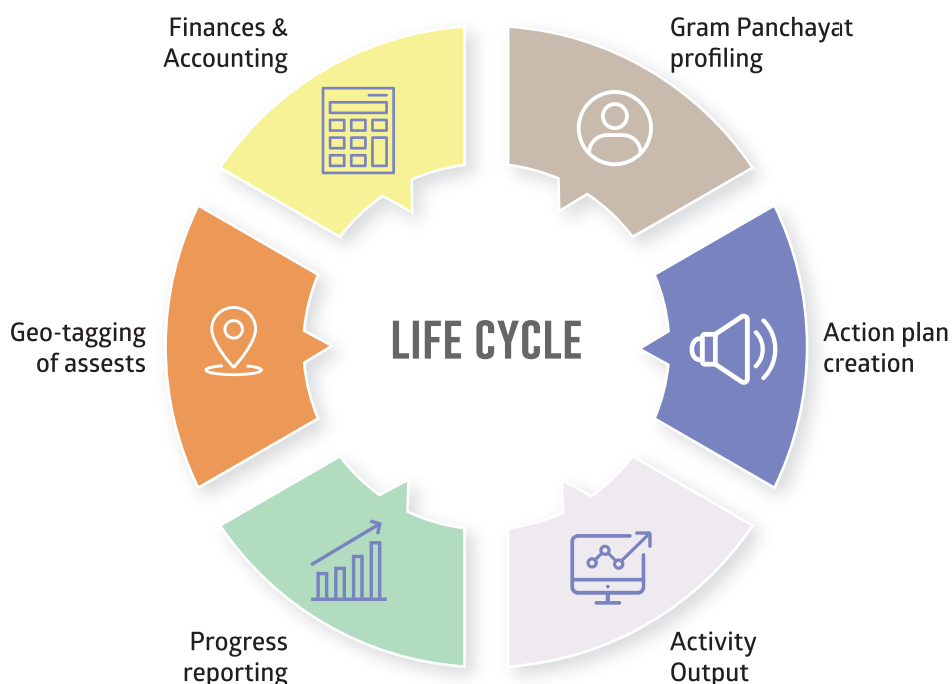 Finances &
Accounting
Gram Panchayat
profiling
Geo-tagging
of assests
LIFE CYCLE
Action plan
creation
Progress
reporting
Activity
Output